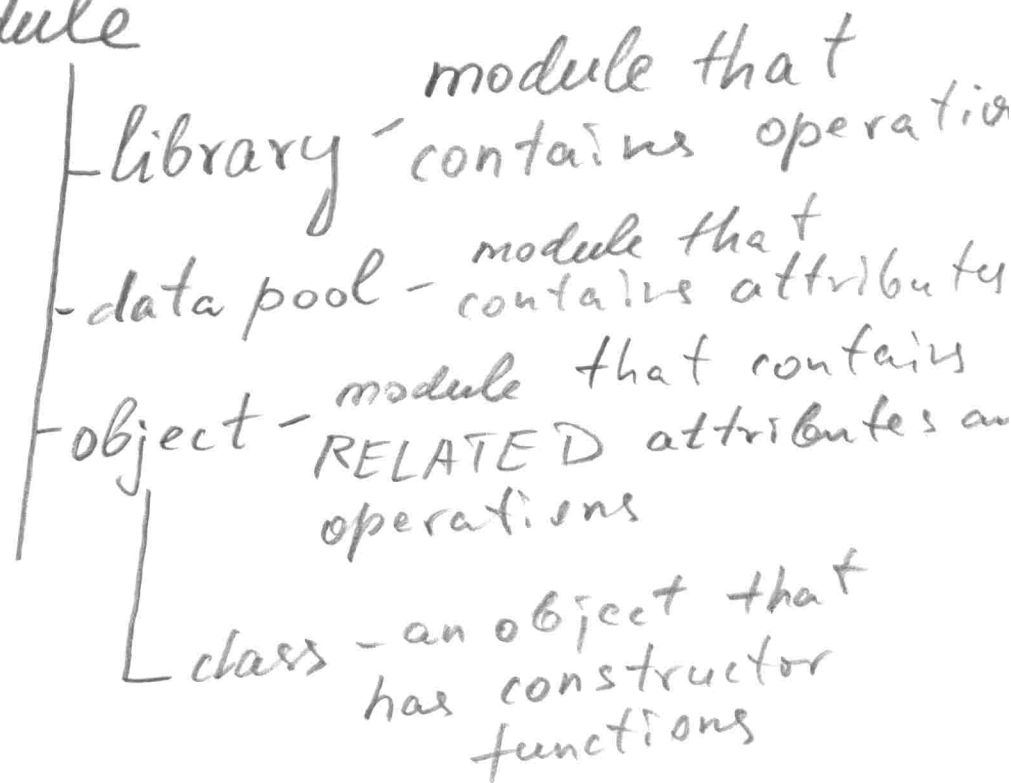 dule
module that
library - contains operatio
module that
- data pool - contains attributes
module that contains
object - RELATED attributes an
operations
class - an object that
has constructor
functions